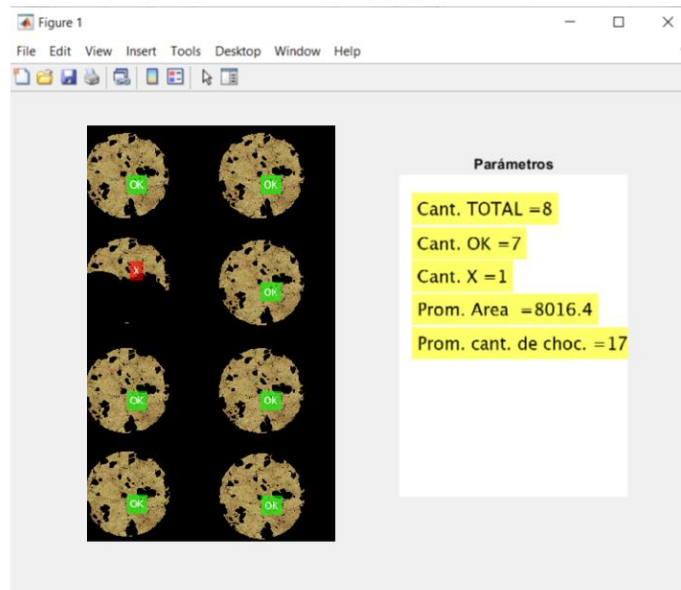 Figure 1
File Edit View Insert Tools Desktop Window Help
OK OK
X OK
OK OK
OK OK
Parámetros
Cant. TOTAL =8
Cant. OK =7
Cant. X =1
Prom. Area =8016.4
Prom. cant. de choc. =17